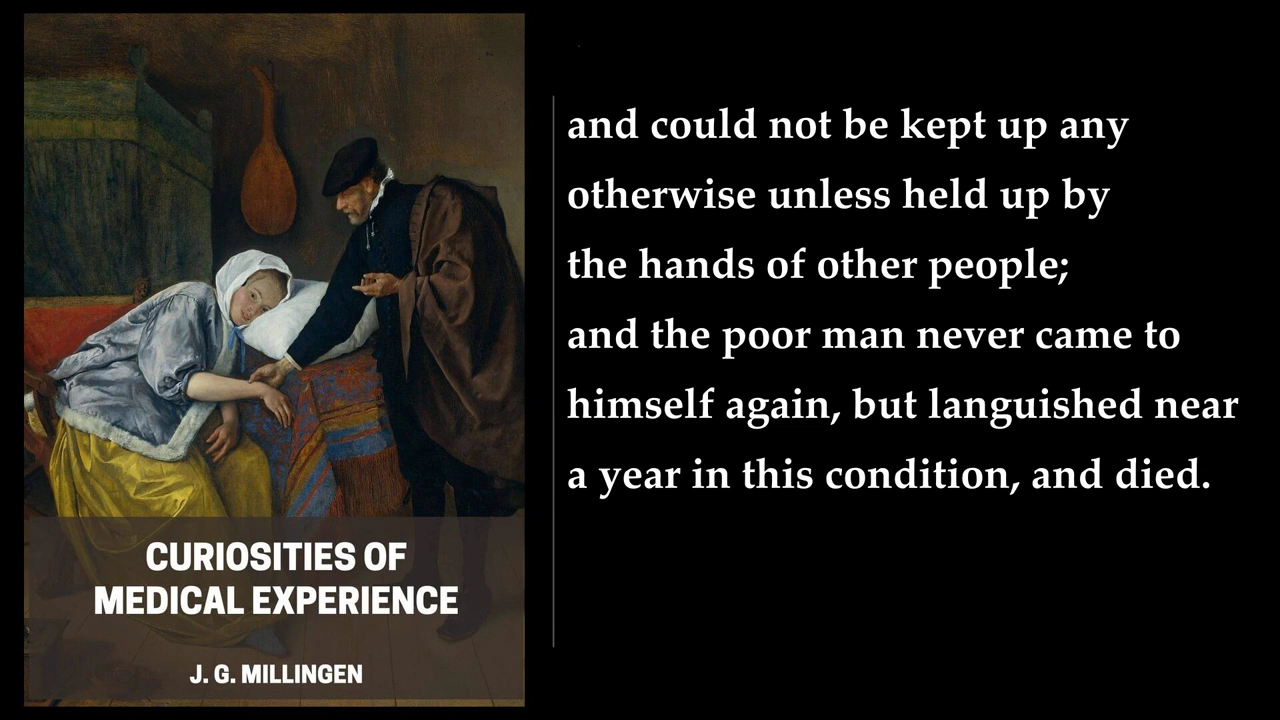 CURIOSITIES OF
MEDICAL EXPERIENCE
J. G. MILLINGEN
and could not be kept up any
otherwise unless held up by
the hands of other people;
and the poor man never came to
himself again, but languished near
a year in this condition, and died.